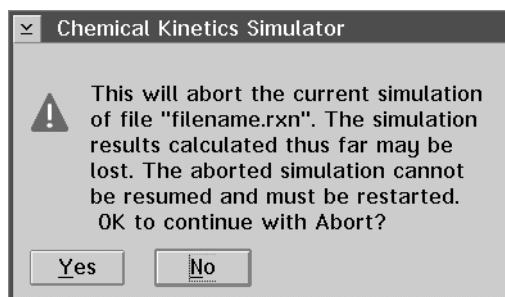 Chemical Kinetics Simulator
This will abort the current simulation
of file "filename.rxn". The simulation
results calculated thus far may be
lost. The aborted simulation cannot
be resumed and must be restarted.
OK to continue with Abort?
Yes No